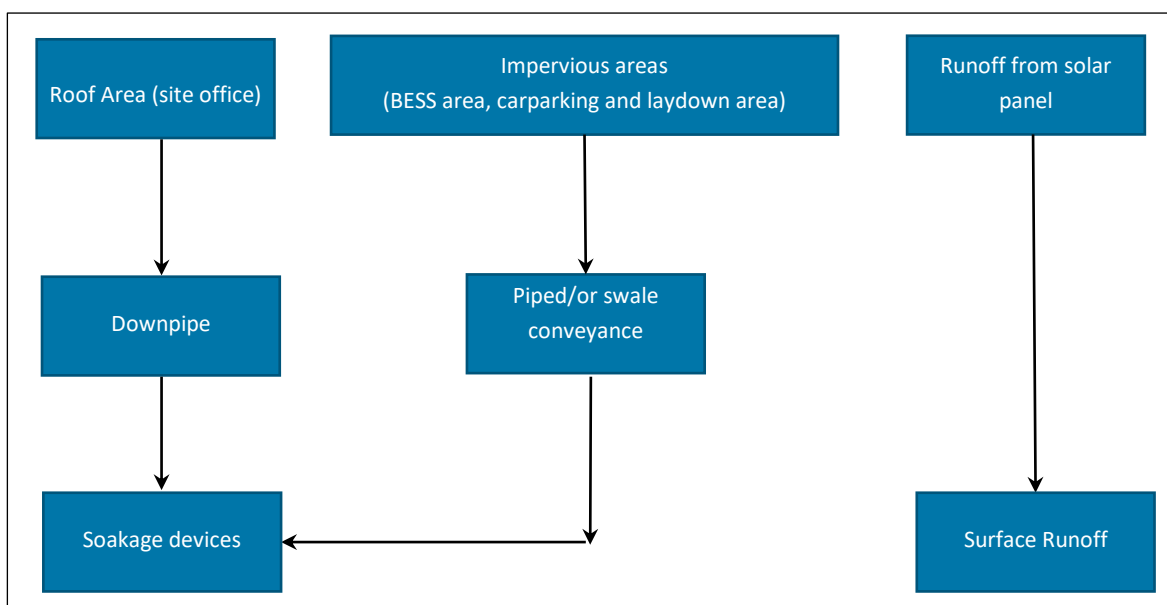 Roof Area (site office)
Impervious areas
(BESS area, carparking and laydown area)
Runoff from solar
panel
Downpipe
Piped/or swale
conveyance
Soakage devices
Surface Runoff